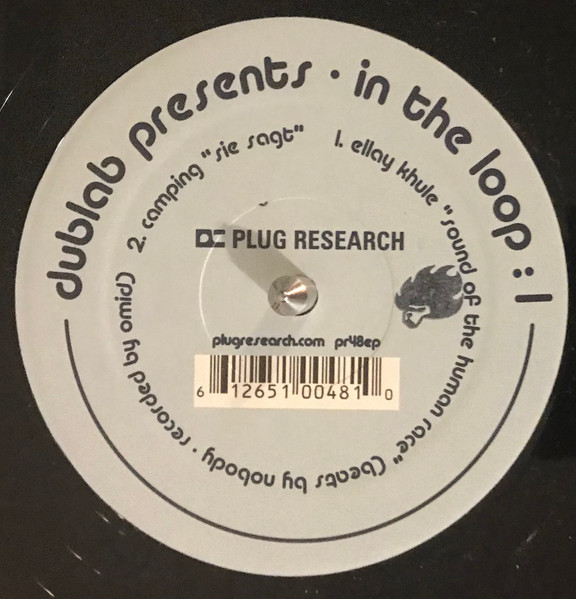 dublab presents · in the loop : 1
1. ellay khule "sound of the human race" (beats by nobody · recorded by omid)
2. camping "sie sagt"
PLUG RESEARCH
plugresearch.com pr48ep
6 12651 00481 0